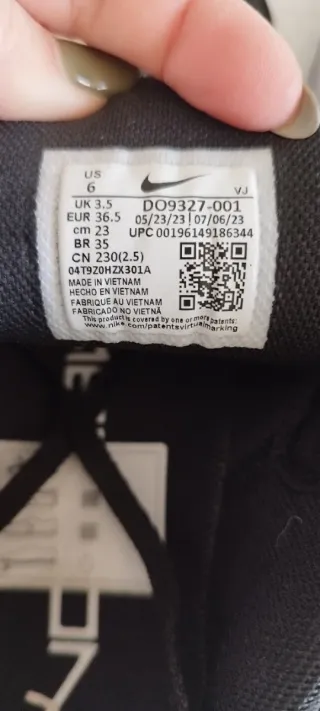 US
6
VJ
UK 3.5
DO9327-001
EUR 36.5
05/23/23 | 07/06/23
cm 23
UPC 00196149186344
BR 35
CN 230(2.5)
04T9Z0HZX301A
MADE IN VIETNAM
HECHO EN VIETNAM
FABRIQUE AU VIETNAM
FABRICADO NO VIETNÃ
This product is covered by one or more patents:
www.nike.com/patentsvirtualmarking